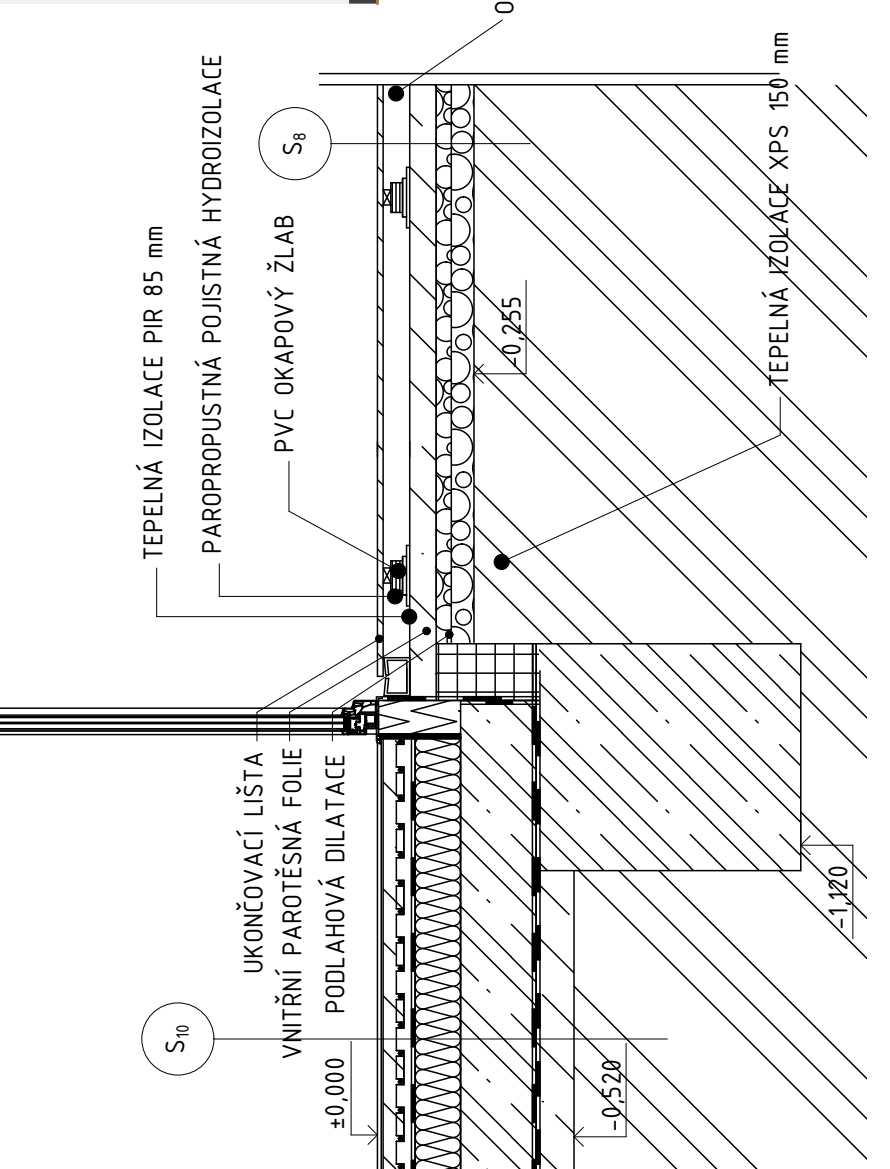 TEPELNÁ IZOLACE PIR 85 mm
PAROPROPUSTNÁ POJISTNÁ HYDROIZOLACE
PVC OKAPOVÝ ŽLAB
S8
O
-0,255
TEPELNÁ IZOLACE XPS 150 mm
UKONČOVACÍ LIŠTA
VNITŘNÍ PAROTĚSNÁ FOLIE
PODLAHOVÁ DILATACE
S10
±0,000
-0,520
-1,120